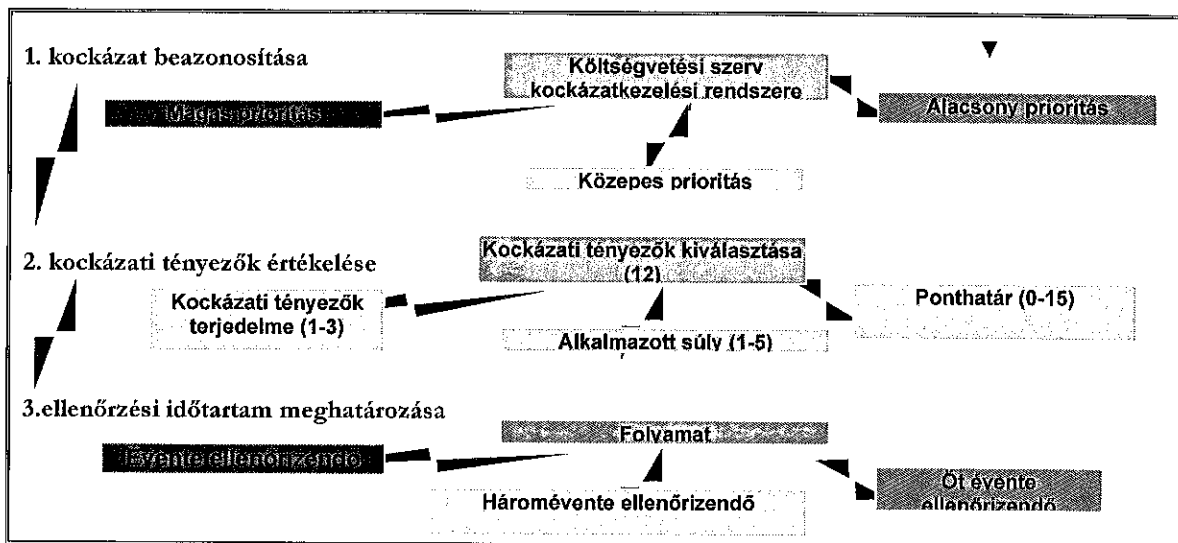 1. kockázat beazonosítása
Költségvetési szerv
kockázatkezelési rendszere
Magas prioritás
Alacsony prioritás
Közepes prioritás
2. kockázati tényezők értékelése
Kockázati tényezők kiválasztása
(12)
Kockázati tényezők
terjedelme (1-3)
Ponthatár (0-15)
Alkalmazott súly (1-5)
3.ellenőrzési időtartam meghatározása
Folyamat
Évente ellenőrizendő
Háromévente ellenőrizendő
Öt évente
ellenőrizendő